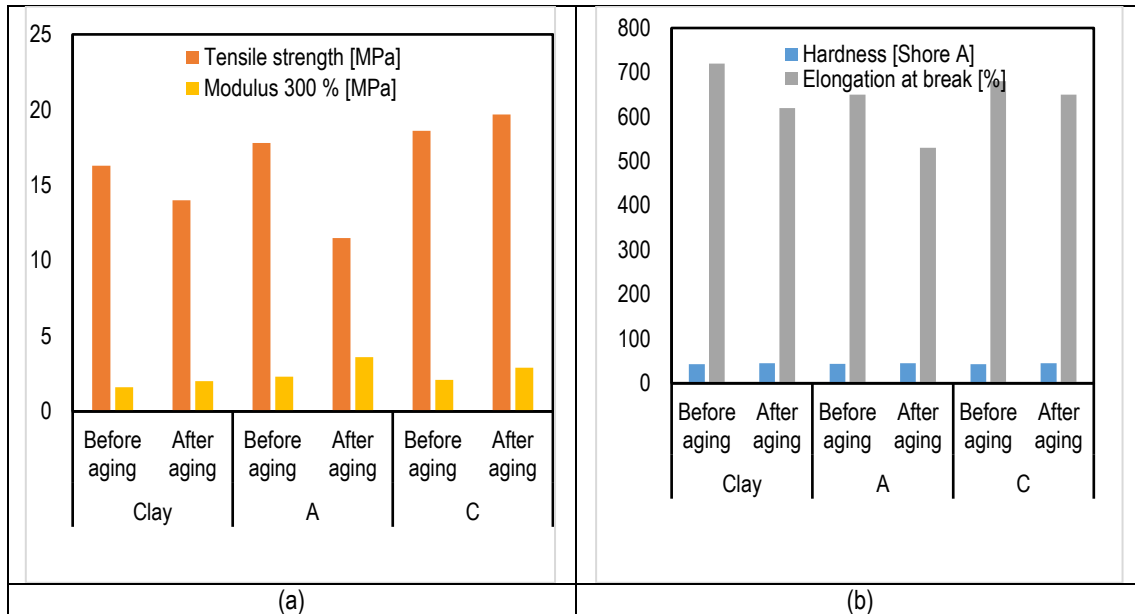 25
20
15
10
5
0
Tensile strength [MPa]
Modulus 300 % [MPa]
Before aging
After aging
Before aging
After aging
Before aging
After aging
Clay
A
C
(a)
800
700
600
500
400
300
200
100
0
Hardness [Shore A]
Elongation at break [%]
Before aging
After aging
Before aging
After aging
Before aging
After aging
Clay
A
C
(b)